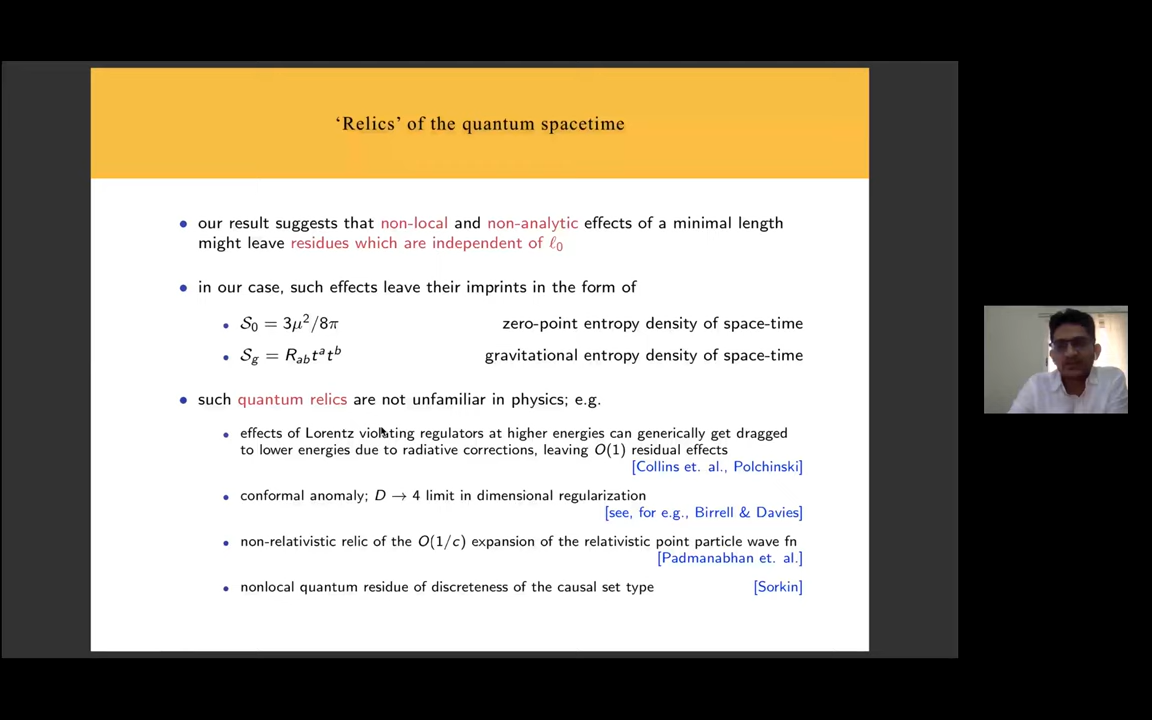 ‘Relics’ of the quantum spacetime
• our result suggests that non-local and non-analytic effects of a minimal length
might leave residues which are independent of ℓ₀
• in our case, such effects leave their imprints in the form of
• 𝒮₀ = 3μ²/8π zero-point entropy density of space-time
• 𝒮g = Rabtᵃtᵇ gravitational entropy density of space-time
• such quantum relics are not unfamiliar in physics; e.g.
• effects of Lorentz violating regulators at higher energies can generically get dragged
to lower energies due to radiative corrections, leaving O(1) residual effects
[Collins et. al., Polchinski]
• conformal anomaly; D → 4 limit in dimensional regularization
[see, for e.g., Birrell & Davies]
• non-relativistic relic of the O(1/c) expansion of the relativistic point particle wave fn
[Padmanabhan et. al.]
• nonlocal quantum residue of discreteness of the causal set type [Sorkin]